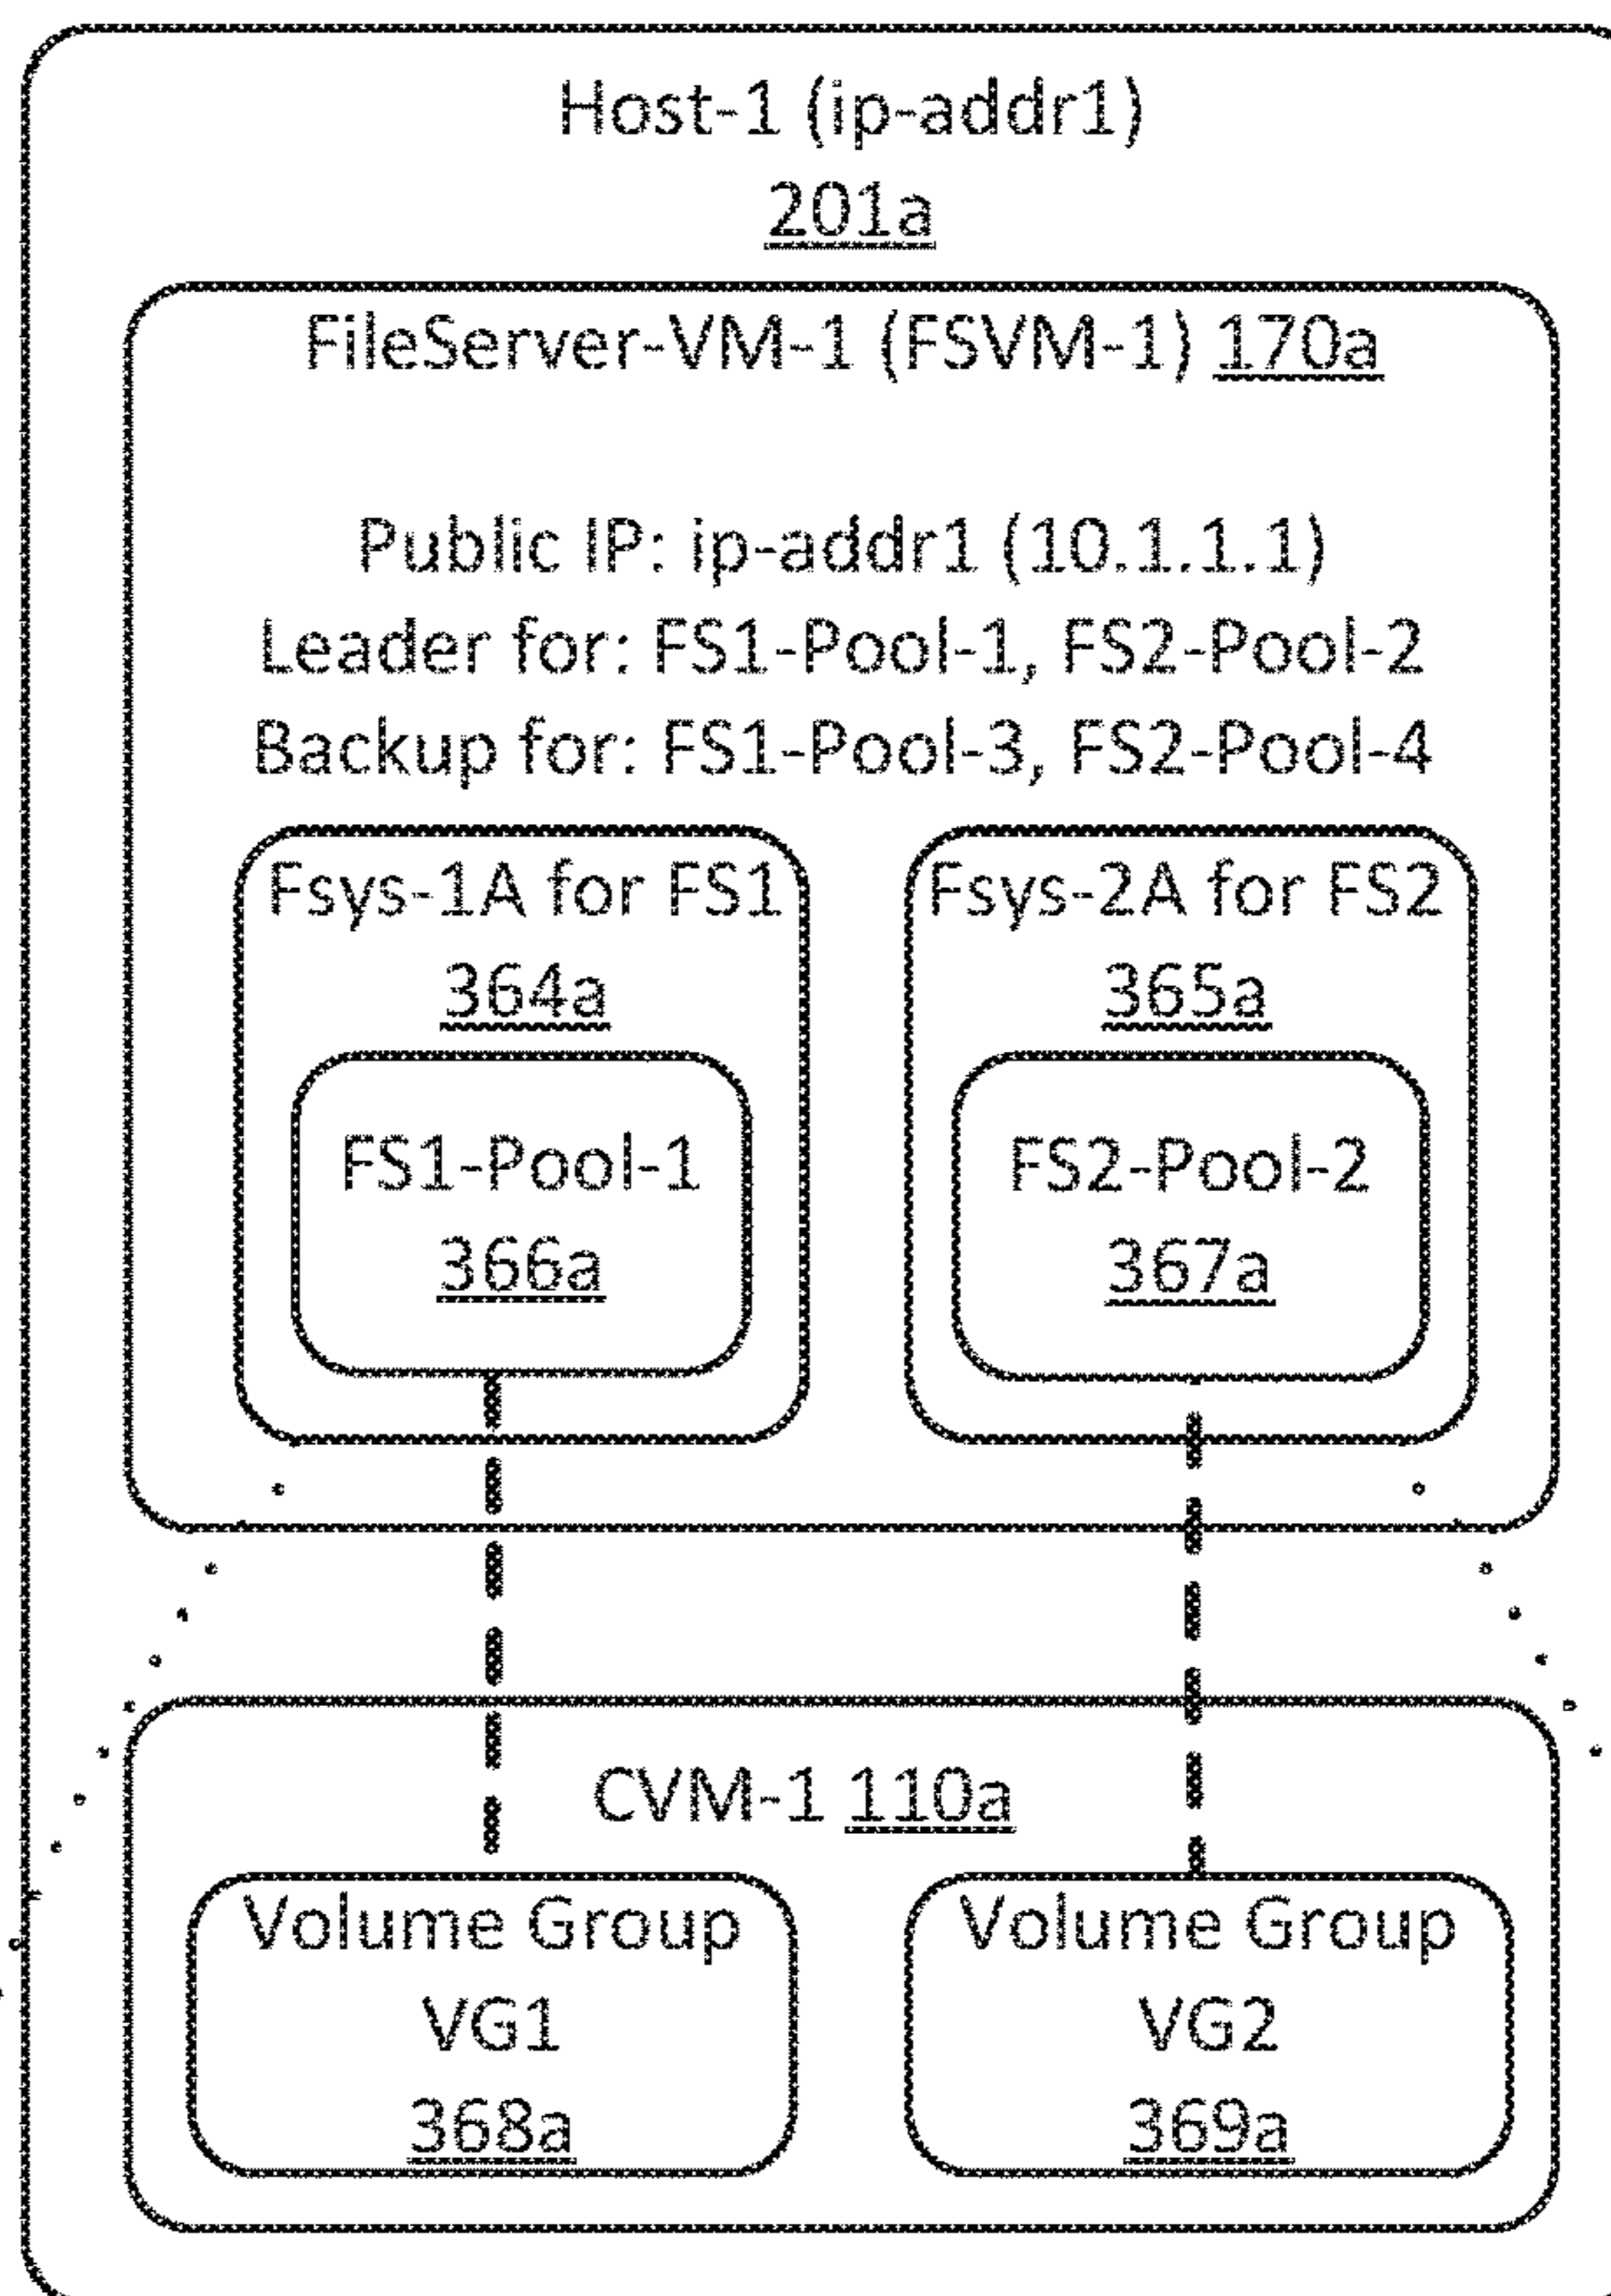 Host-1 (ip-addr1)
201a
FileServer-VM-1 (FSVM-1) 170a
Public IP: ip-addr1 (10.1.1.1)
Leader for: FS1-Pool-1, FS2-Pool-2
Backup for: FS1-Pool-3, FS2-Pool-4
Fsys-1A for FS1
364a
FS1-Pool-1
366a
Fsys-2A for FS2
365a
FS2-Pool-2
367a
CVM-1 110a
Volume Group
VG1
368a
Volume Group
VG2
369a